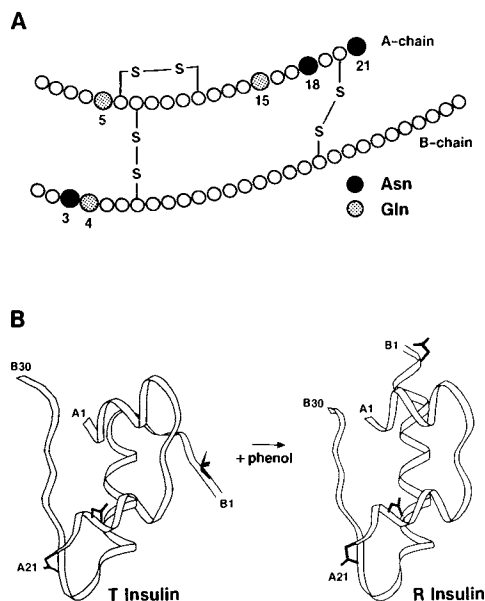 A
A-chain
S S
21
18
15
5
S
S
S
S
B-chain
3 4
Asn
Gln
B
B30
A1
B1
A21
T Insulin
+ phenol
B1
B30
A1
A21
R Insulin